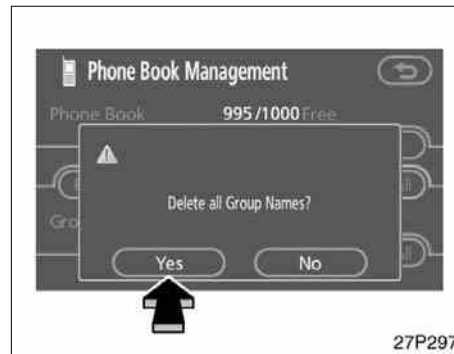 Phone Book Management
Phone Book 995/1000 Free
Delete all Group Names?
Yes No
27P297